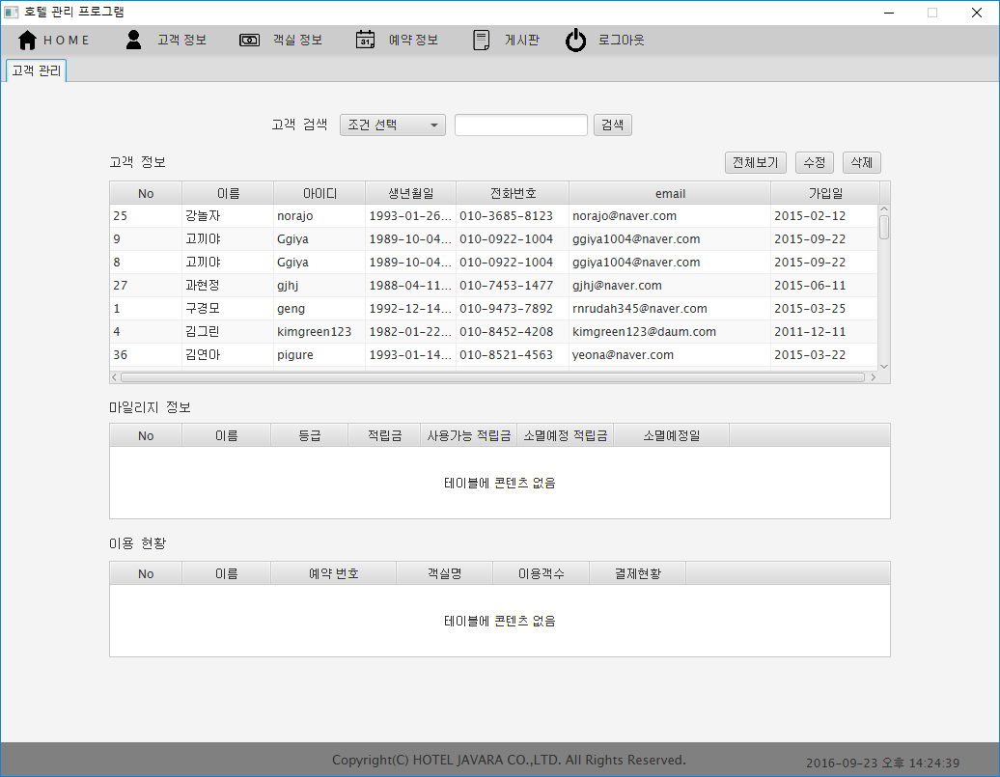 호텔 관리 프로그램
HOME 고객 정보 객실 정보 예약 정보 게시판 로그아웃
고객 관리
고객 검색 조건 선택 검색
고객 정보 전체보기 수정 삭제
No 이름 아이디 생년월일 전화번호 email 가입일
25 강놀자 norajo 1993-01-26... 010-3685-8123 norajo@naver.com 2015-02-12
9 고끼야 Ggiya 1989-10-04... 010-0922-1004 ggiya1004@naver.com 2015-09-22
8 고끼야 Ggiya 1989-10-04... 010-0922-1004 ggiya1004@naver.com 2015-09-22
27 과현정 gjhj 1988-04-11... 010-7453-1477 gjhj@naver.com 2015-06-11
1 구경모 geng 1992-12-14... 010-9473-7892 rnrudah345@naver.com 2015-03-25
4 김그린 kimgreen123 1982-01-22... 010-8452-4208 kimgreen123@daum.com 2011-12-11
36 김연아 pigure 1993-01-14... 010-8521-4563 yeona@naver.com 2015-03-22
마일리지 정보
No 이름 등급 적립금 사용가능 적립금 소멸예정 적립금 소멸예정일
테이블에 콘텐츠 없음
이용 현황
No 이름 예약 번호 객실명 이용객수 결제현황
테이블에 콘텐츠 없음
Copyright(C) HOTEL JAVARA CO.,LTD. All Rights Reserved.
2016-09-23 오후 14:24:39